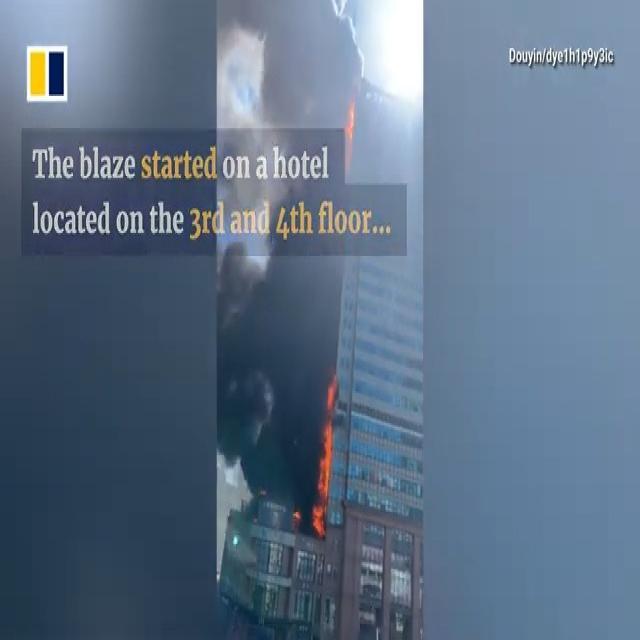 Douyin/dye1h1p9y3ic
The blaze started on a hotel
located on the 3rd and 4th floor...